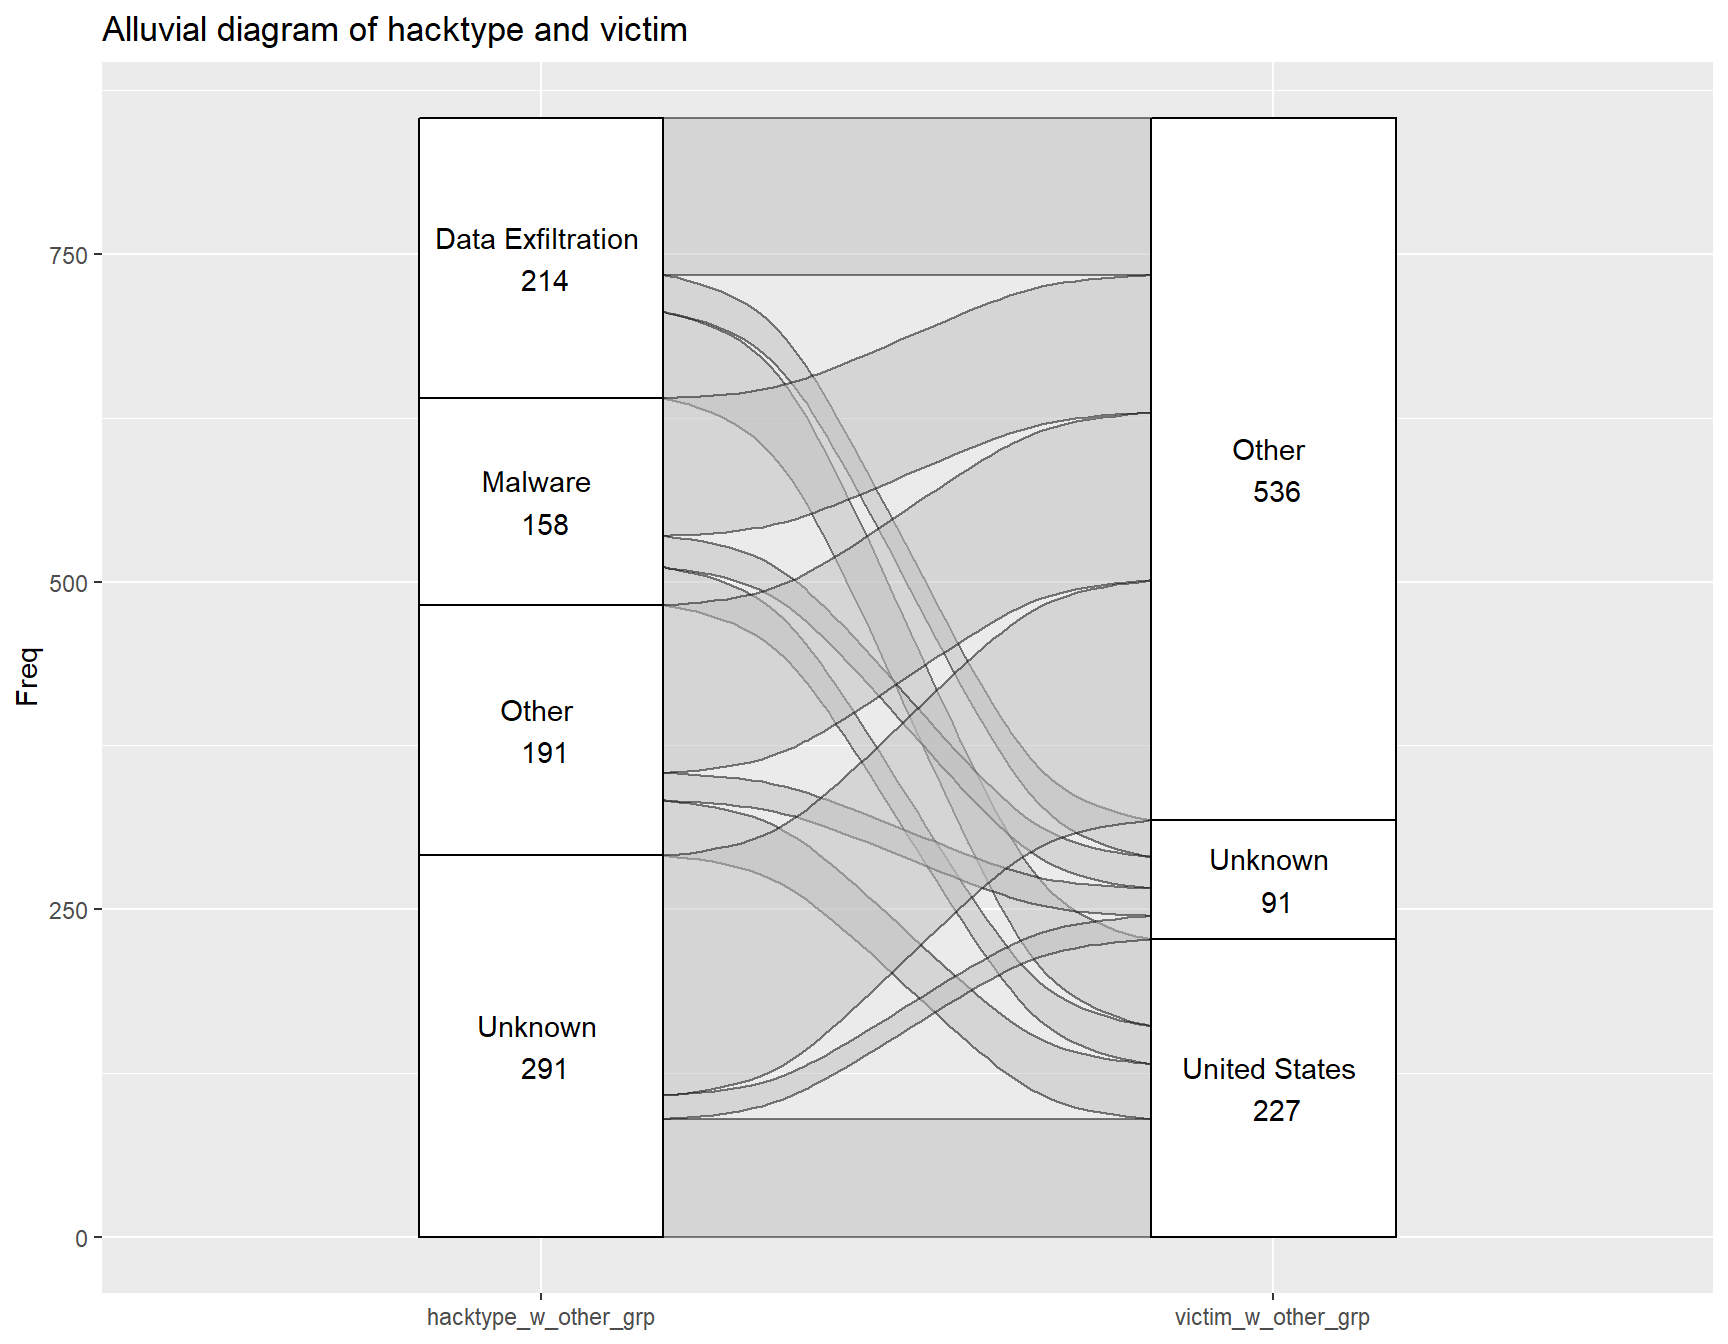 Alluvial diagram of hacktype and victim
Freq
750
500
250
0
Data Exfiltration
214
Malware
158
Other
191
Unknown
291
Other
536
Unknown
91
United States
227
hacktype_w_other_grp
victim_w_other_grp